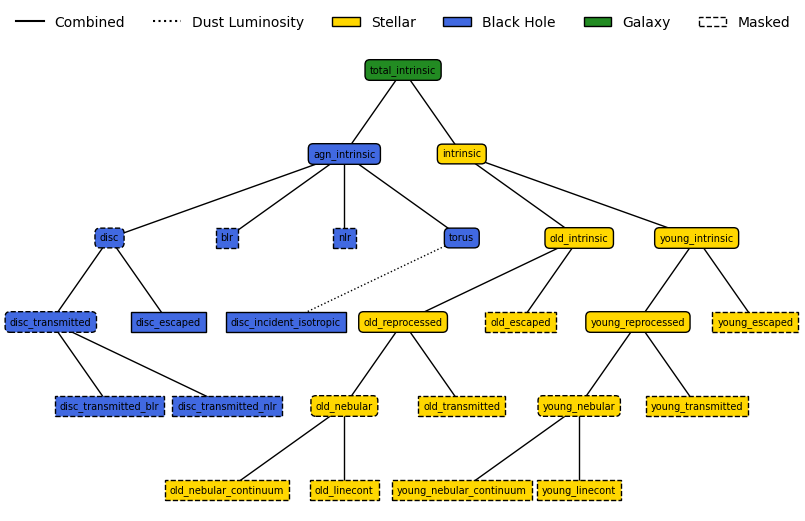 Combined Dust Luminosity Stellar Black Hole Galaxy Masked
total_intrinsic
agn_intrinsic intrinsic
disc blr nlr torus old_intrinsic young_intrinsic
disc_transmitted disc_escaped disc_incident_isotropic old_reprocessed old_escaped young_reprocessed young_escaped
disc_transmitted_blr disc_transmitted_nlr old_nebular old_transmitted young_nebular young_transmitted
old_nebular_continuum old_linecont young_nebular_continuum young_linecont